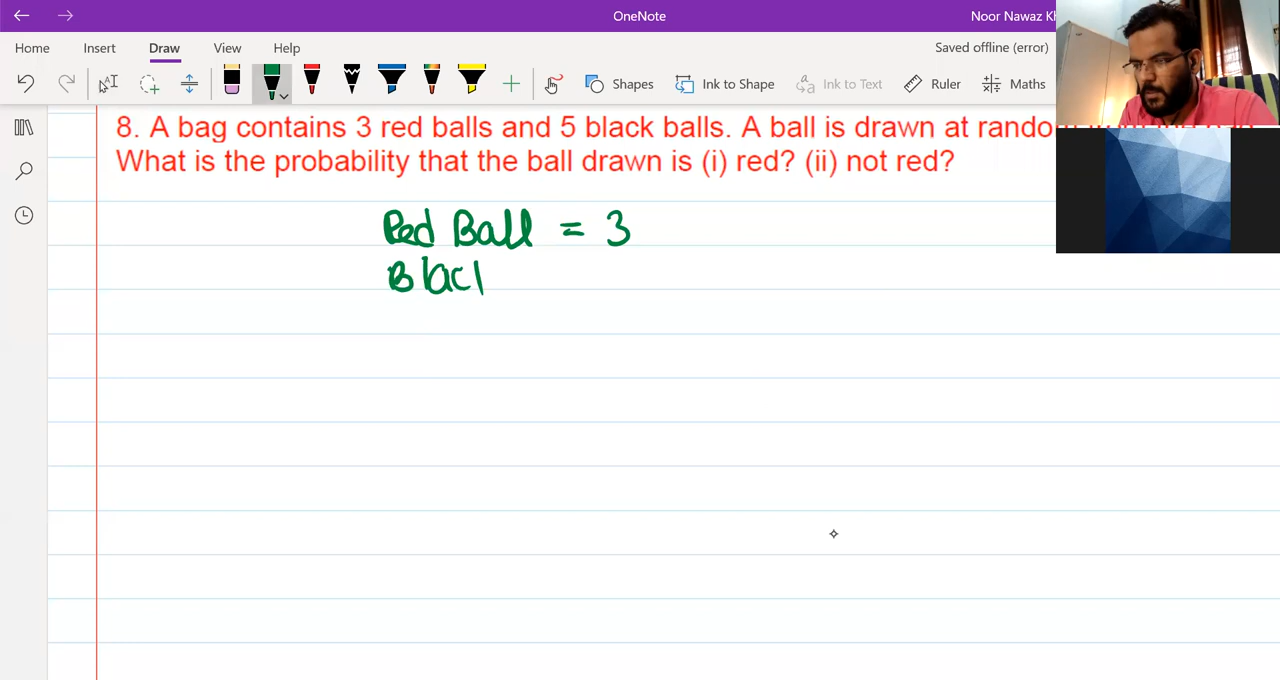 OneNote
Noor Nawaz
Home Insert Draw View Help
Saved offline (error)
Shapes Ink to Shape Ink to Text Ruler Maths
8. A bag contains 3 red balls and 5 black balls. A ball is drawn at
What is the probability that the ball drawn is (i) red? (ii) not red?
Red Ball = 3
Blac